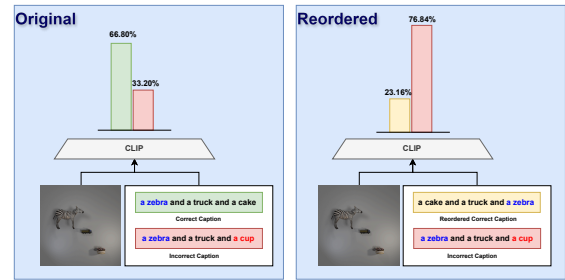 Original
66.80%
33.20%
CLIP
a zebra and a truck and a cake
Correct Caption
a zebra and a truck and a cup
Incorrect Caption
Reordered
76.84%
23.16%
CLIP
a cake and a truck and a zebra
Reordered Correct Caption
a zebra and a truck and a cup
Incorrect Caption